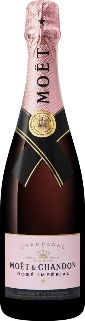 MOËT
CHAMPAGNE
MOËT & CHANDON
ROSÉ IMPÉRIAL